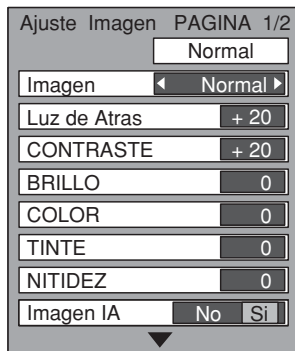 Ajuste Imagen PAGINA 1/2
Normal
Imagen Normal
Luz de Atras + 20
CONTRASTE + 20
BRILLO 0
COLOR 0
TINTE 0
NITIDEZ 0
Imagen IA No Si